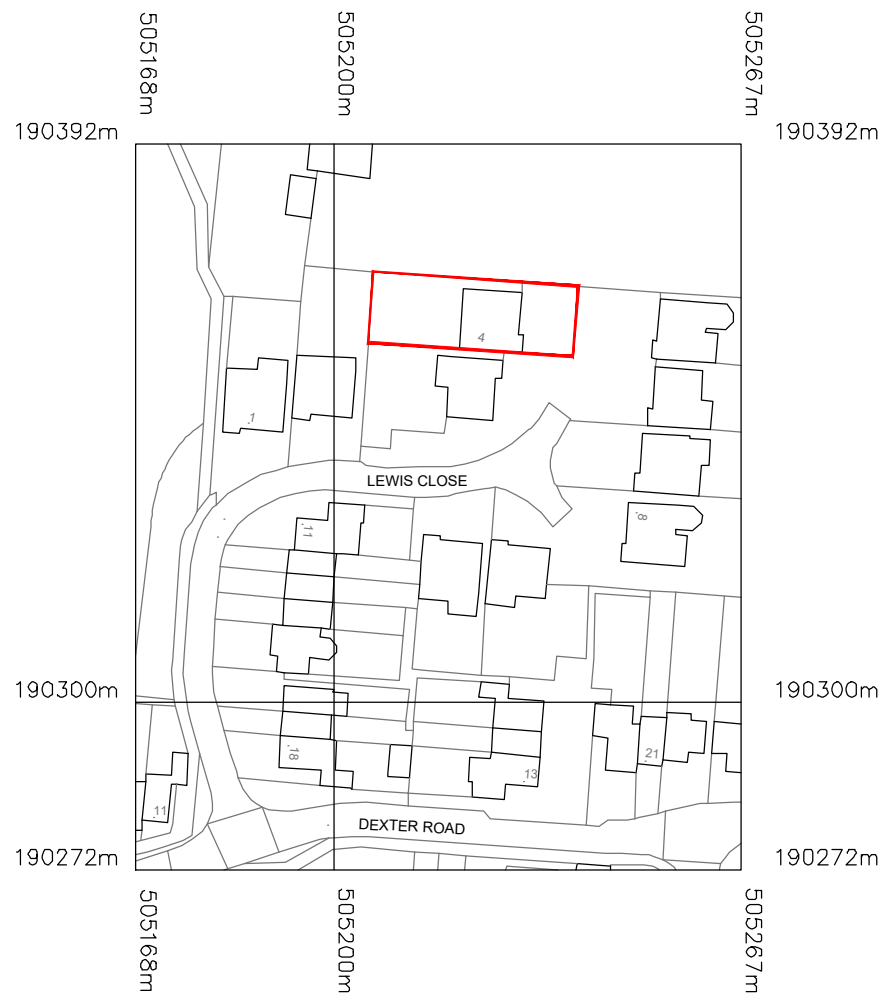 505168m
505200m
505267m
190392m
190392m
4
.1
LEWIS CLOSE
.8
.11
190300m
190300m
.18
21
.13
.11
DEXTER ROAD
190272m
190272m
505168m
505200m
505267m